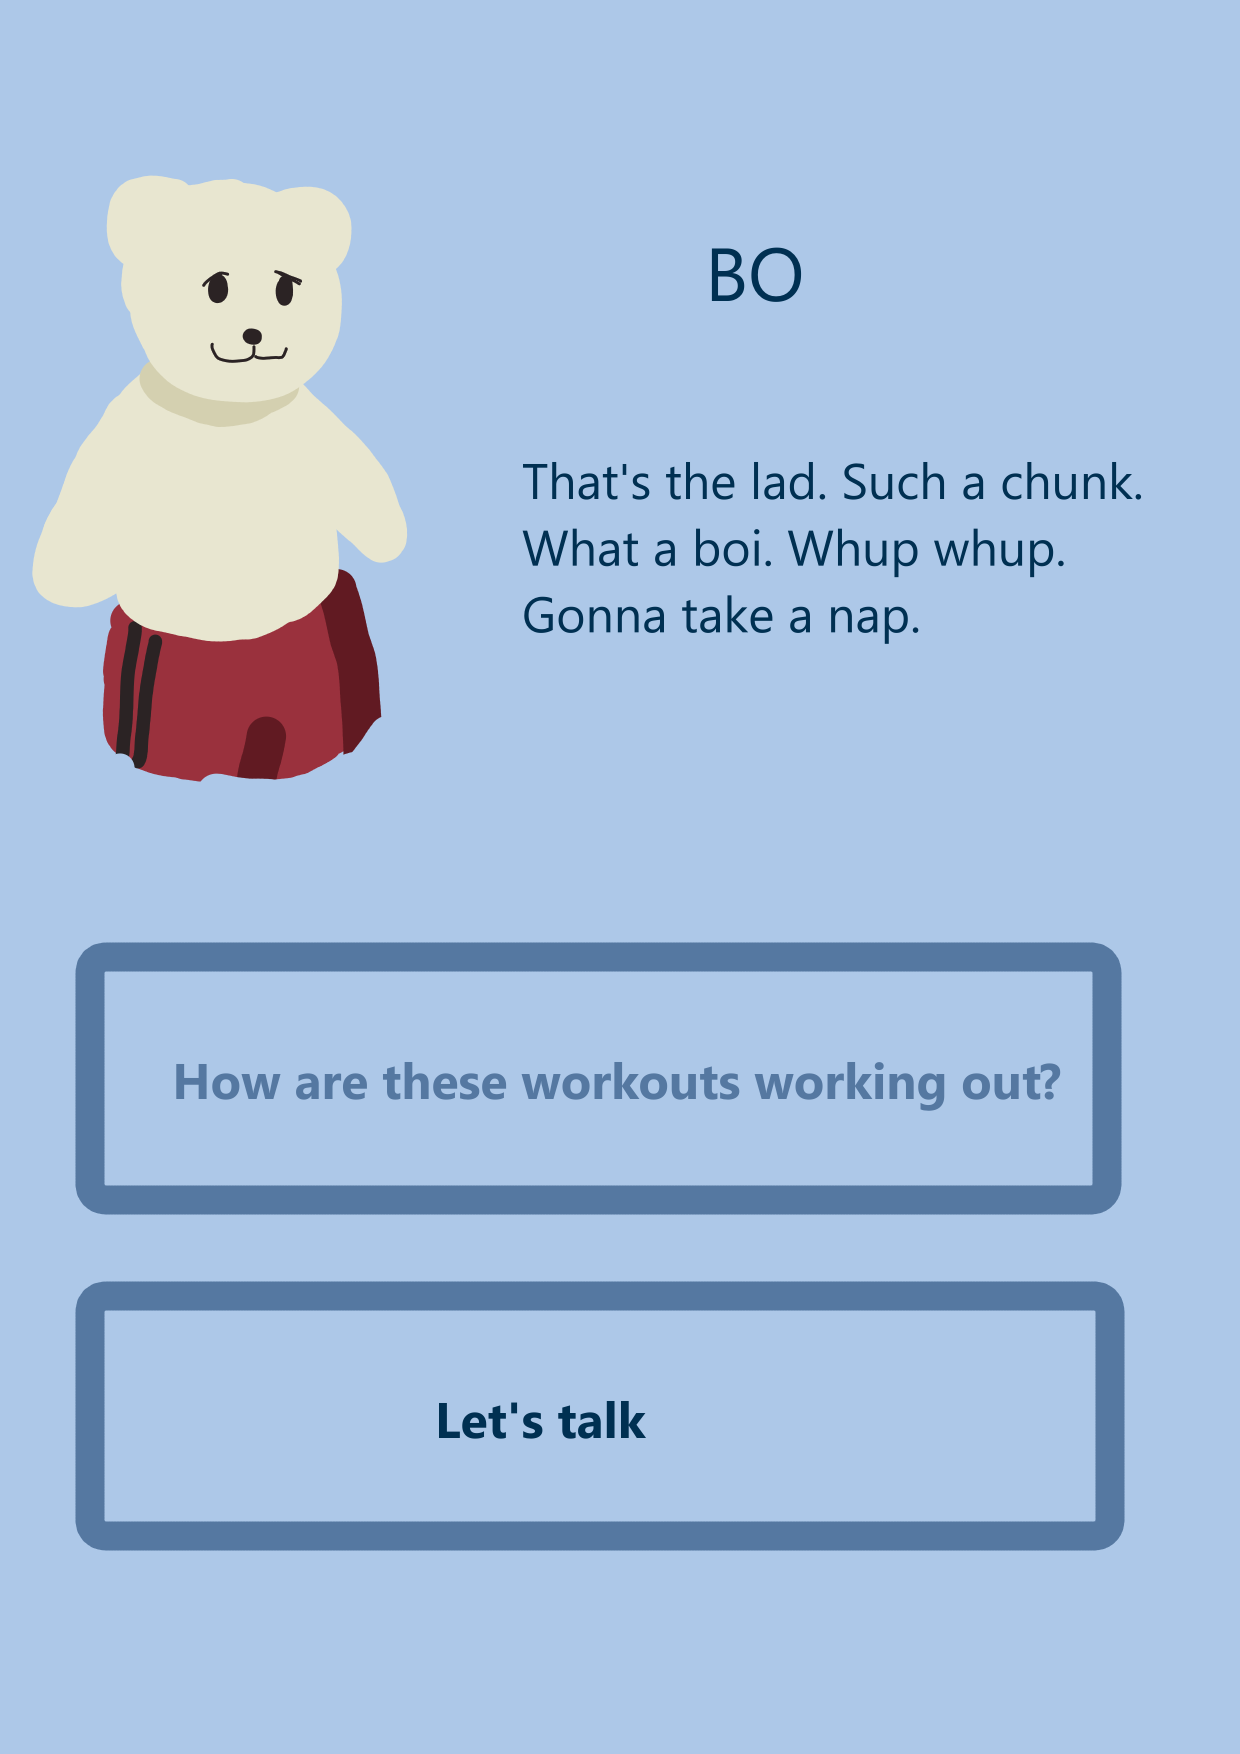 BO
That's the lad. Such a chunk.
What a boi. Whup whup.
Gonna take a nap.
How are these workouts working out?
Let's talk